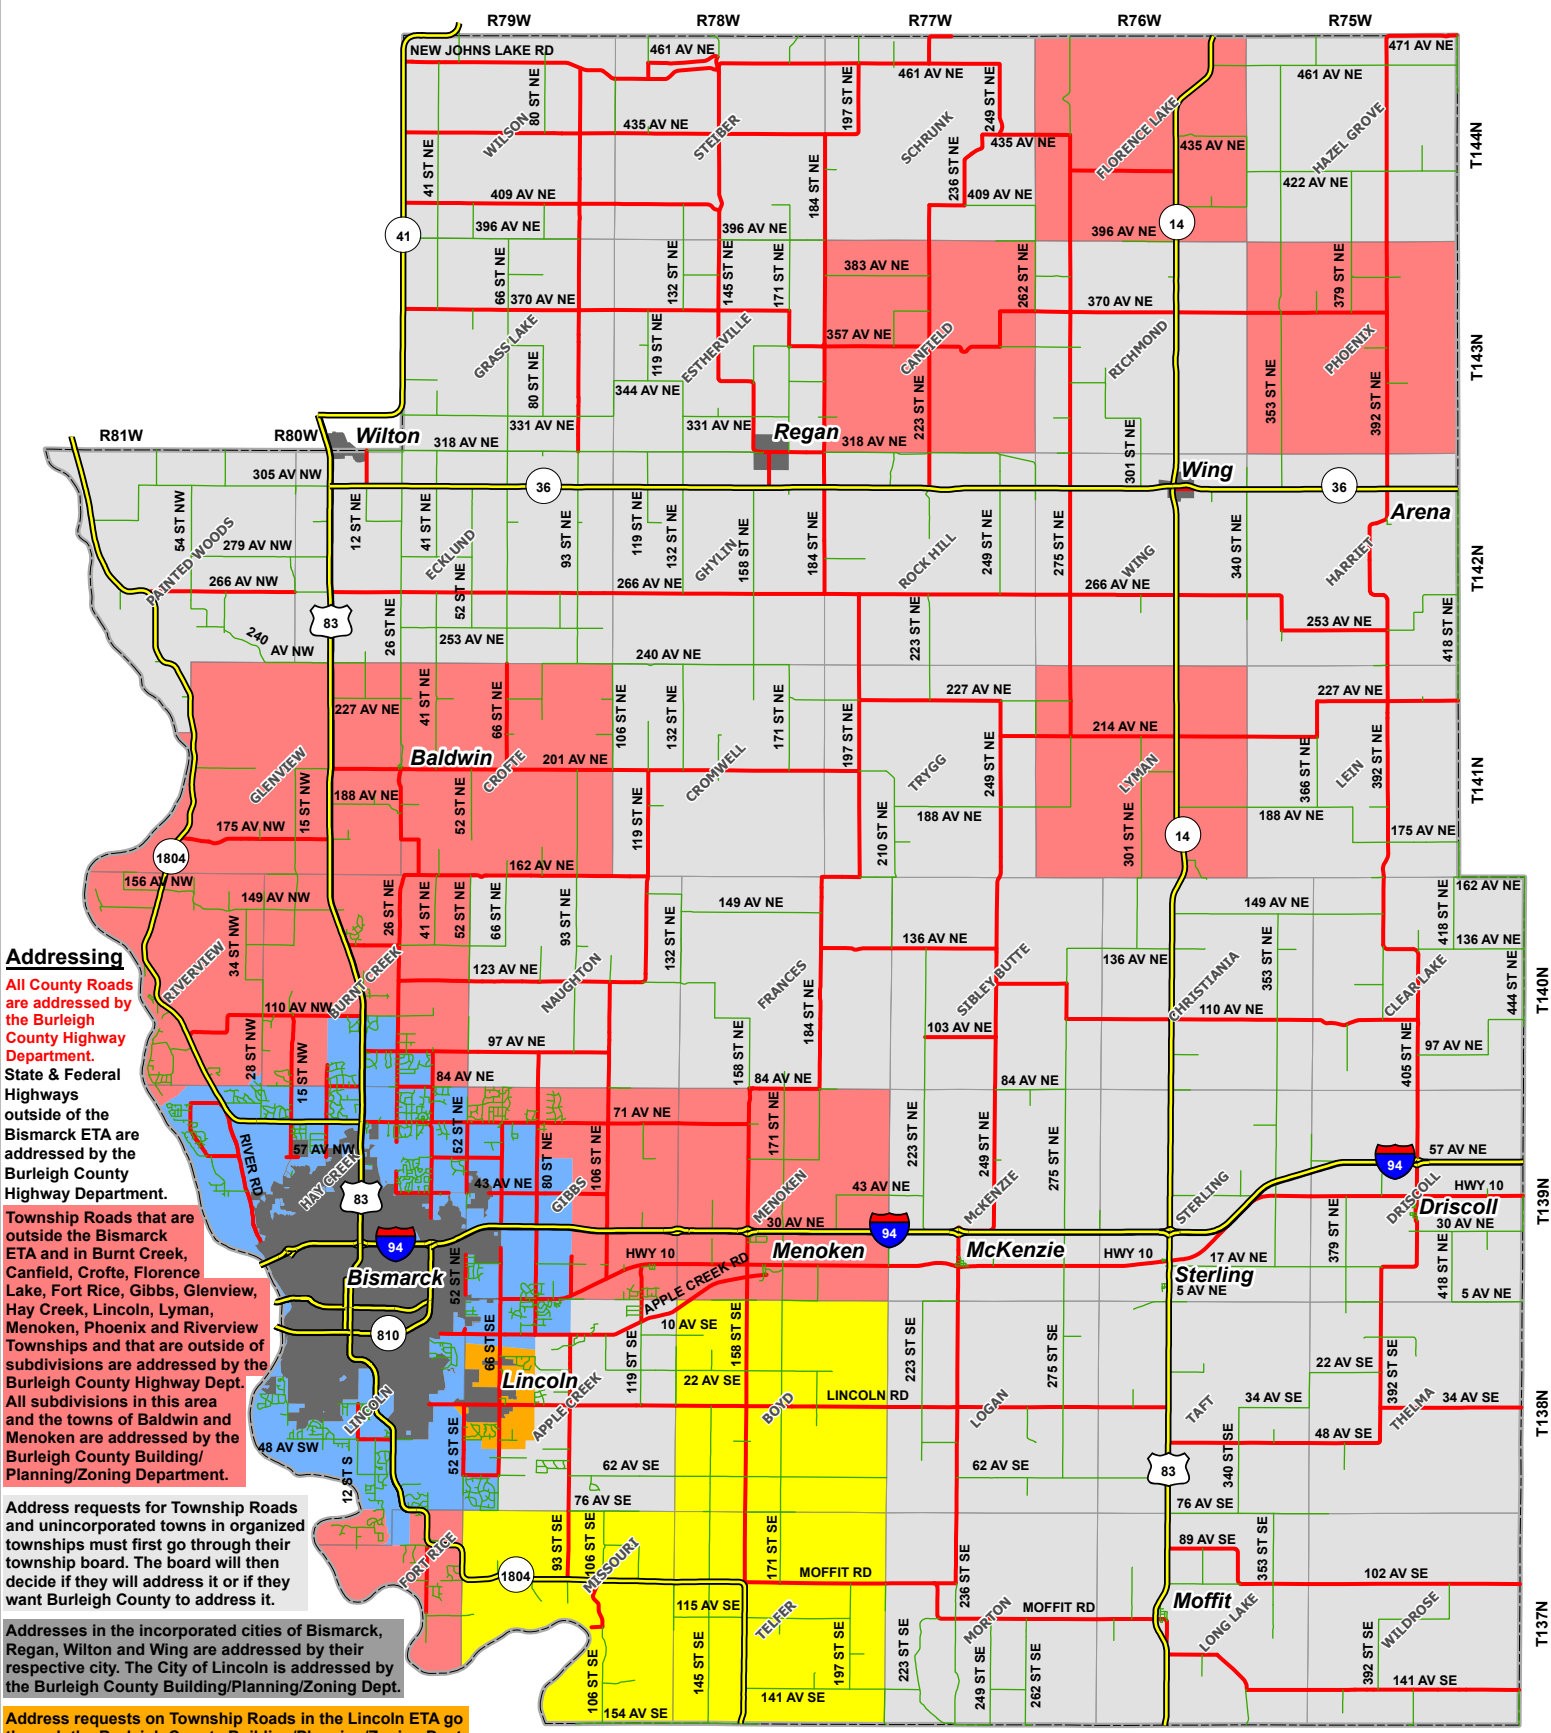 R79W R78W R77W R76W R75W
NEW JOHNS LAKE RD
461 AV NE
461 AV NE
461 AV NE
471 AV NE
80 ST NE
197 ST NE
249 ST NE
WILSON
STEIBER
SCHRUNK
FLORENCE LAKE
HAZEL GROVE
T144N
435 AV NE
435 AV NE
435 AV NE
41 ST NE
184 ST NE
236 ST NE
409 AV NE
409 AV NE
422 AV NE
396 AV NE
396 AV NE
396 AV NE
41
14
66 ST NE
132 ST NE
145 ST NE
171 ST NE
383 AV NE
262 ST NE
379 ST NE
370 AV NE
370 AV NE
357 AV NE
GRASS LAKE
119 ST NE
ESTHERVILLE
CANFIELD
RICHMOND
PHOENIX
T143N
80 ST NE
344 AV NE
223 ST NE
353 ST NE
392 ST NE
331 AV NE
331 AV NE
R81W R80W
Wilton
318 AV NE
Regan
318 AV NE
301 ST NE
Wing
305 AV NW
36
36
Arena
54 ST NW
12 ST NE
41 ST NE
93 ST NE
119 ST NE
132 ST NE
158 ST NE
184 ST NE
249 ST NE
275 ST NE
340 ST NE
PAINTED WOODS
ECKLUND
GHYLIN
ROCK HILL
WING
HARRIET
T142N
279 AV NW
266 AV NW
52 ST NE
266 AV NE
266 AV NE
83
26 ST NE
253 AV NE
223 ST NE
253 AV NE
418 ST NE
240 AV NW
240 AV NE
227 AV NE
41 ST NE
66 ST NE
106 ST NE
132 ST NE
171 ST NE
197 ST NE
227 AV NE
227 AV NE
214 AV NE
Baldwin
201 AV NE
GLENVIEW
CROFTE
CROMWELL
TRYGG
249 ST NE
LYMAN
366 ST NE
LEIN
392 ST NE
T141N
15 ST NW
188 AV NE
52 ST NE
119 ST NE
188 AV NE
188 AV NE
175 AV NW
175 AV NE
14
1804
210 ST NE
301 ST NE
162 AV NE
162 AV NE
156 AV NW
149 AV NW
26 ST NE
41 ST NE
52 ST NE
66 ST NE
93 ST NE
132 ST NE
149 AV NE
149 AV NE
418 ST NE
34 ST NW
136 AV NE
136 AV NE
136 AV NE
353 ST NE
444 ST NE
RIVERVIEW
BURNT CREEK
123 AV NE
NAUGHTON
FRANCES
SIBLEY BUTTE
CHRISTIANIA
CLEAR LAKE
T140N
184 ST NE
110 AV NW
110 AV NE
103 AV NE
28 ST NW
15 ST NW
97 AV NE
97 AV NE
158 ST NE
405 ST NE
84 AV NE
84 AV NE
84 AV NE
Addressing
All County Roads
are addressed by
the Burleigh
County Highway
Department.
State & Federal
Highways
outside of the
Bismarck ETA are
addressed by the
Burleigh County
Highway Department.
52 ST NE
71 AV NE
171 ST NE
223 ST NE
249 ST NE
275 ST NE
RIVER RD
57 AV NW
57 AV NE
80 ST NE
106 ST NE
HAY CREEK
43 AV NE
GIBBS
MENOKEN
43 AV NE
McKENZIE
STERLING
94
DRISCOLL
HWY 10
T139N
83
94
30 AV NE
94
Driscoll
30 AV NE
379 ST NE
Bismarck
52 ST NE
HWY 10
Menoken
McKenzie
HWY 10
17 AV NE
Sterling
5 AV NE
418 ST NE
5 AV NE
APPLE CREEK RD
Township Roads that are
outside the Bismarck
ETA and in Burnt Creek,
Canfield, Crofte, Florence
Lake, Fort Rice, Gibbs, Glenview,
Hay Creek, Lincoln, Lyman,
Menoken, Phoenix and Riverview
Townships and that are outside of
subdivisions are addressed by the
Burleigh County Highway Dept.
All subdivisions in this area
and the towns of Baldwin and
Menoken are addressed by the
Burleigh County Building/
Planning/Zoning Department.
810
66 ST SE
10 AV SE
119 ST SE
158 ST SE
223 ST SE
275 ST SE
392 ST SE
22 AV SE
22 AV SE
Lincoln
LINCOLN
APPLE CREEK
LINCOLN RD
BOYD
LOGAN
TAFT
34 AV SE
THELMA
34 AV SE
T138N
48 AV SW
12 ST S
52 ST SE
48 AV SE
340 ST SE
62 AV SE
62 AV SE
83
76 AV SE
76 AV SE
Address requests for Township Roads
and unincorporated towns in organized
townships must first go through their
township board. The board will then
decide if they will address it or if they
want Burleigh County to address it.
FORT RICE
93 ST SE
106 ST SE
MISSOURI
171 ST SE
236 ST SE
89 AV SE
353 ST SE
1804
MOFFIT RD
102 AV SE
115 AV SE
TELFER
MORTON
MOFFIT RD
Moffit
LONG LAKE
WILDROSE
T137N
Addresses in the incorporated cities of Bismarck,
Regan, Wilton and Wing are addressed by their
respective city. The City of Lincoln is addressed by
the Burleigh County Building/Planning/Zoning Dept.
106 ST SE
145 ST SE
197 ST SE
223 ST SE
249 ST SE
262 ST SE
392 ST SE
141 AV SE
141 AV SE
154 AV SE
Address requests on Township Roads in the Lincoln ETA go